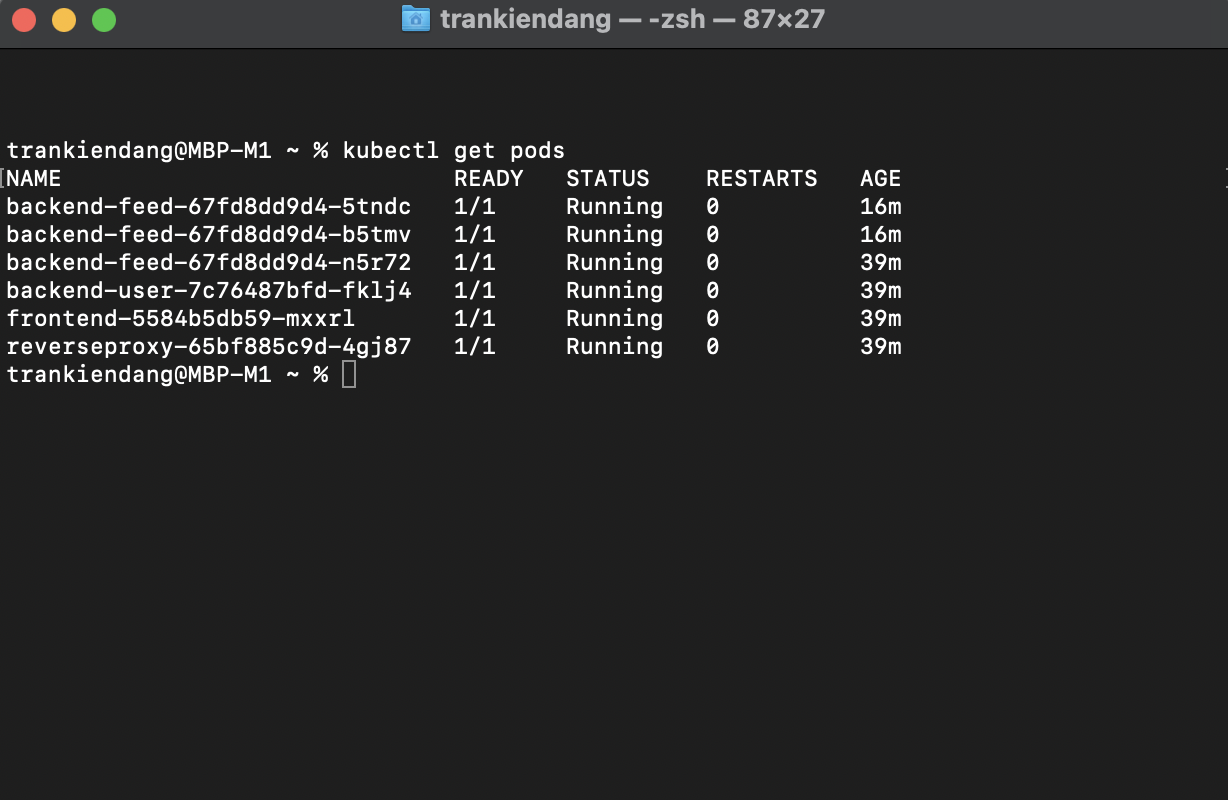 trankiendang — -zsh — 87×27
trankiendang@MBP-M1 ~ % kubectl get pods
[NAME READY STATUS RESTARTS AGE ]
backend-feed-67fd8dd9d4-5tndc 1/1 Running 0 16m
backend-feed-67fd8dd9d4-b5tmv 1/1 Running 0 16m
backend-feed-67fd8dd9d4-n5r72 1/1 Running 0 39m
backend-user-7c76487bfd-fklj4 1/1 Running 0 39m
frontend-5584b5db59-mxxrl 1/1 Running 0 39m
reverseproxy-65bf885c9d-4gj87 1/1 Running 0 39m
trankiendang@MBP-M1 ~ %